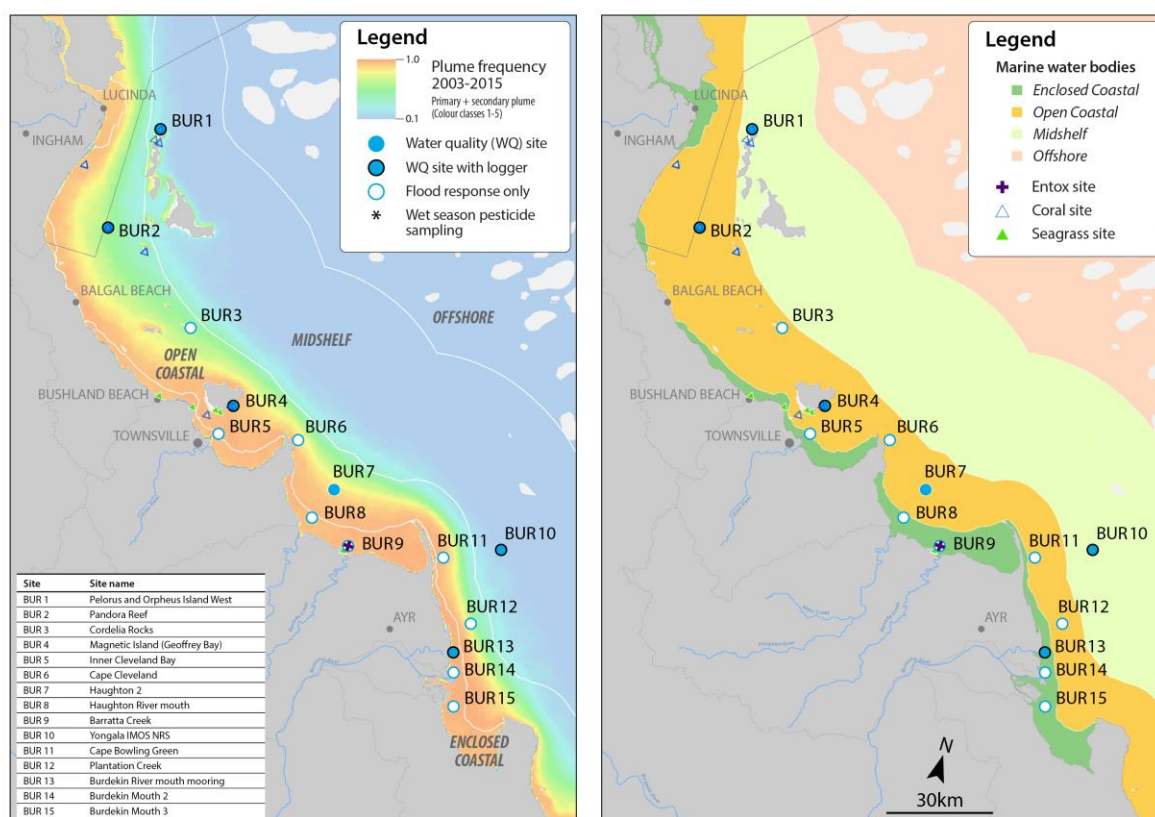 Legend
1.0
0.1
Plume frequency
2003-2015
Primary + secondary plume
(Colour classes 1-5)
Water quality (WQ) site
WQ site with logger
Flood response only
* Wet season pesticide
sampling
LUCINDA
INGHAM
BUR1
BUR2
BALGAL BEACH
BUR3
OFFSHORE
MIDSHELF
OPEN
COASTAL
BUSHLAND BEACH
BUR4
TOWNSVILLE
BUR5
BUR6
BUR7
BUR8
BUR9
BUR10
BUR11
AYR
BUR12
BUR13
BUR14
BUR15
ENCLOSED
COASTAL
Site Site name
BUR 1 Pelorus and Orpheus Island West
BUR 2 Pandora Reef
BUR 3 Cordelia Rocks
BUR 4 Magnetic Island (Geoffrey Bay)
BUR 5 Inner Cleveland Bay
BUR 6 Cape Cleveland
BUR 7 Haughton 2
BUR 8 Haughton River mouth
BUR 9 Barratta Creek
BUR 10 Yongala IMOS NRS
BUR 11 Cape Bowling Green
BUR 12 Plantation Creek
BUR 13 Burdekin River mouth mooring
BUR 14 Burdekin Mouth 2
BUR 15 Burdekin Mouth 3
Legend
Marine water bodies
Enclosed Coastal
Open Coastal
Midshelf
Offshore
Entox site
Coral site
Seagrass site
LUCINDA
INGHAM
BUR1
BUR2
BALGAL BEACH
BUR3
BUSHLAND BEACH
BUR4
TOWNSVILLE
BUR5
BUR6
BUR7
BUR8
BUR9
BUR10
BUR11
AYR
BUR12
BUR13
BUR14
BUR15
N
30km